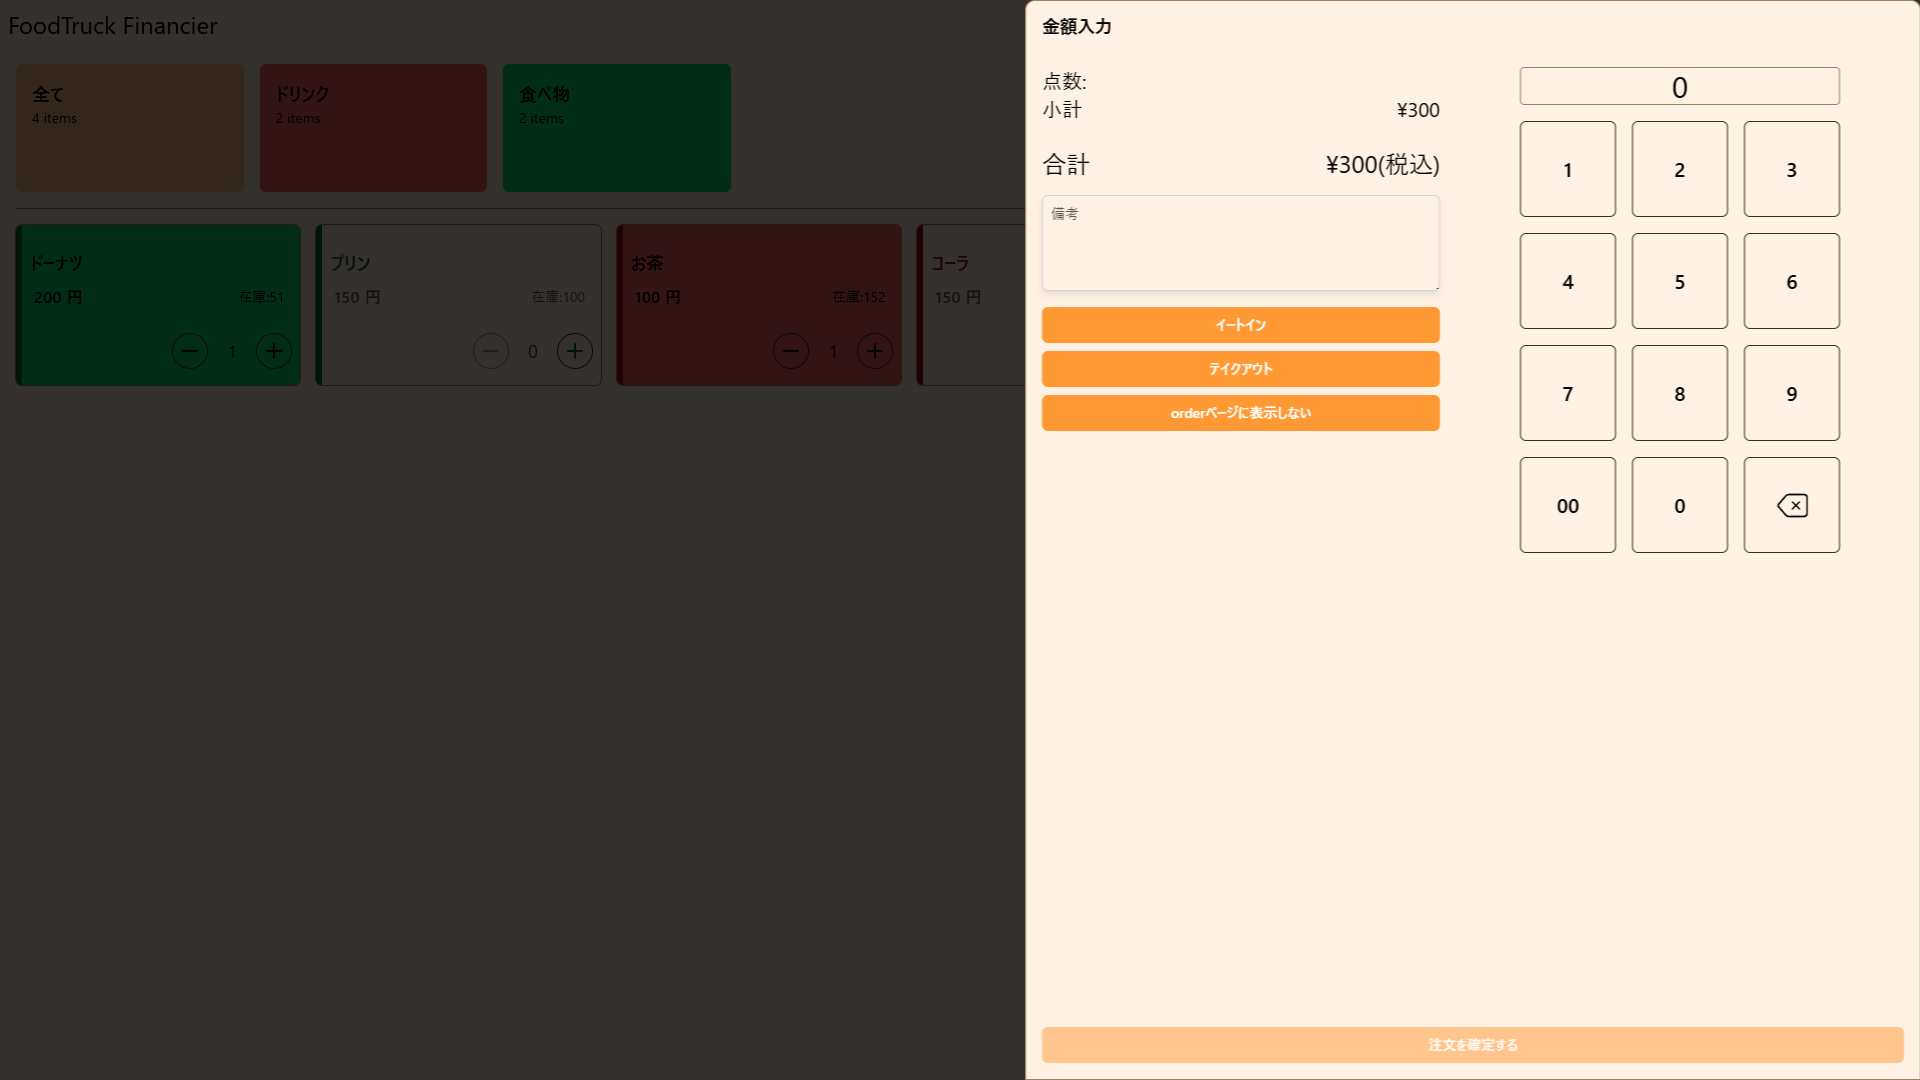 FoodTruck Financier
全て
4 items
ドリンク
2 items
食べ物
2 items
ドーナツ
200 円
在庫:51
1
プリン
150 円
在庫:100
0
お茶
100 円
在庫:152
1
コーラ
150 円
金額入力
点数:
小計 ¥300
合計 ¥300(税込)
備考
イートイン
テイクアウト
orderページに表示しない
0
1 2 3
4 5 6
7 8 9
00 0
注文を確定する